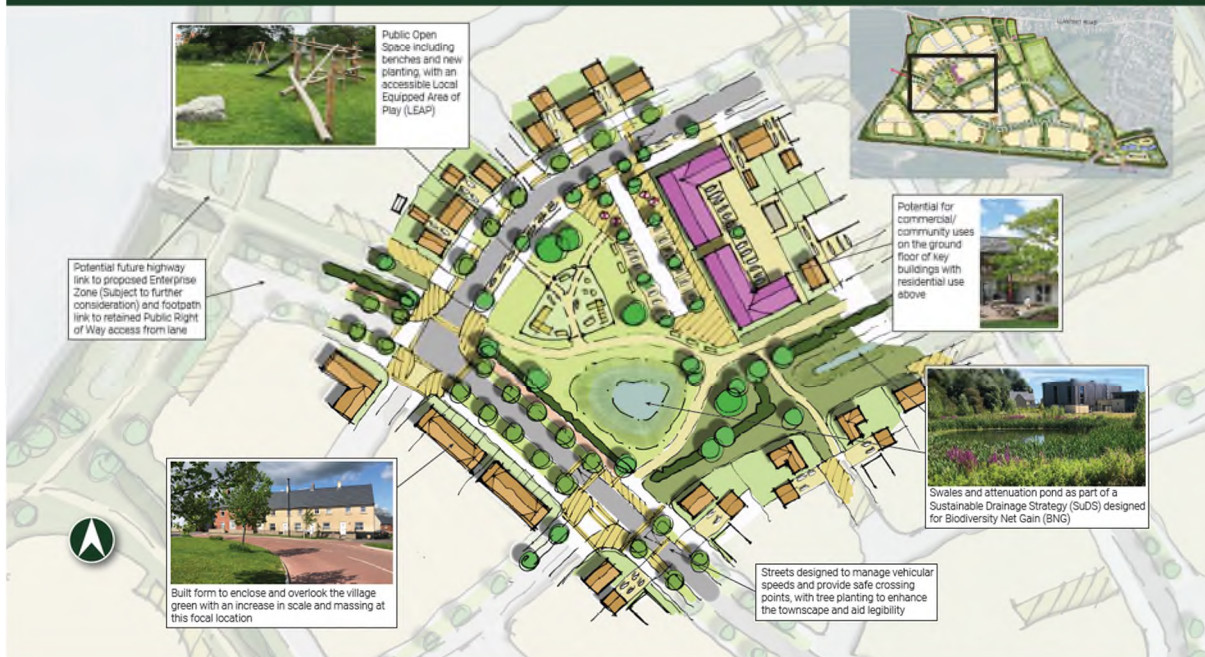 Public Open
Space including
benches and new
planting, with an
accessible Local
Equipped Area of
Play (LEAP)
Potential for
commercial/
community uses
on the ground
floor of key
buildings with
residential use
above
Potential future highway
link to proposed Enterprise
Zone (Subject to further
consideration) and footpath
link to retained Public Right
of Way access from lane
Swales and attenuation pond as part of a
Sustainable Drainage Strategy (SuDS) designed
for Biodiversity Net Gain (BNG)
Built form to enclose and overlook the village
green with an increase in scale and massing at
this focal location
Streets designed to manage vehicular
speeds and provide safe crossing
points, with tree planting to enhance
the townscape and aid legibility